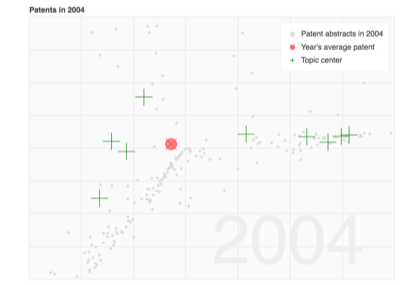 Patents in 2004
Patent abstracts in 2004
Year's average patent
Topic center
2004